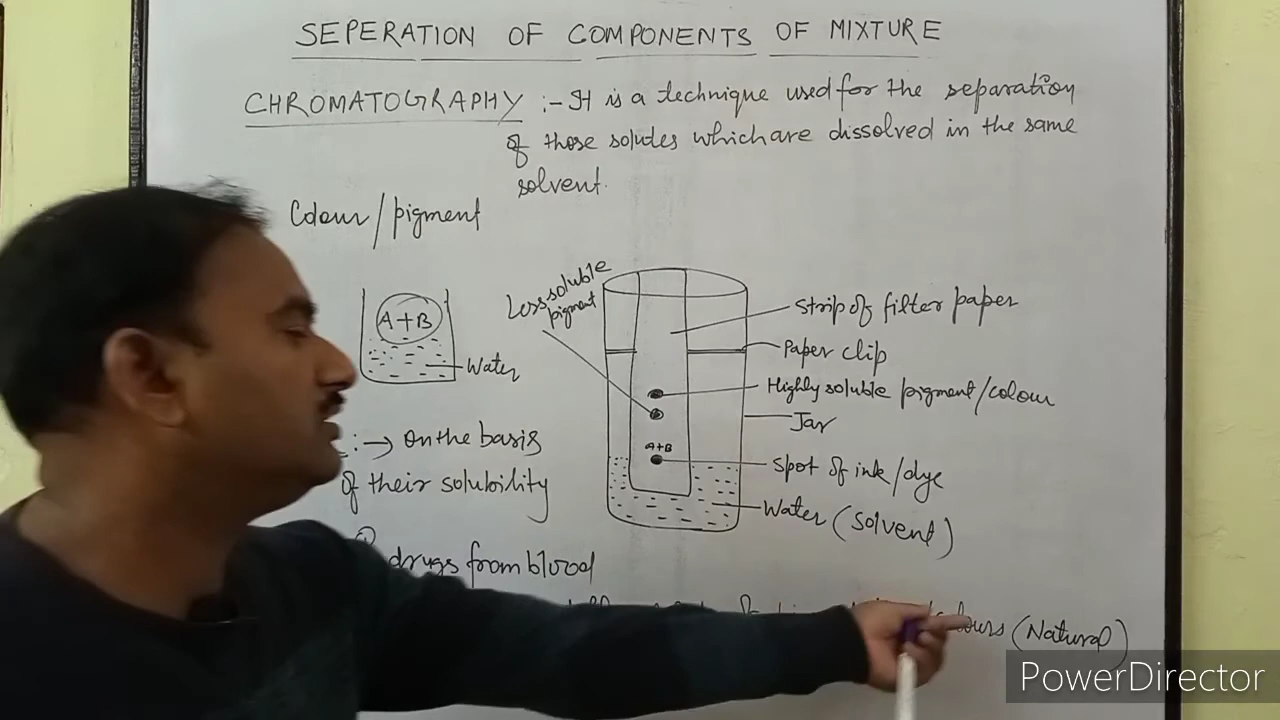 SEPERATION OF COMPONENTS OF MIXTURE
CHROMATOGRAPHY :- It is a technique used for the separation
of those solutes which are dissolved in the same
solvent.
Colour/pigment
A+B
Water
Less soluble
pigment
Strip of filter paper
Paper clip
Highly soluble pigment/colour
Jar
A+B
Spot of ink/dye
Water (Solvent)
:→ On the basis
of their solubility
drugs from blood
(Natural)
PowerDirector